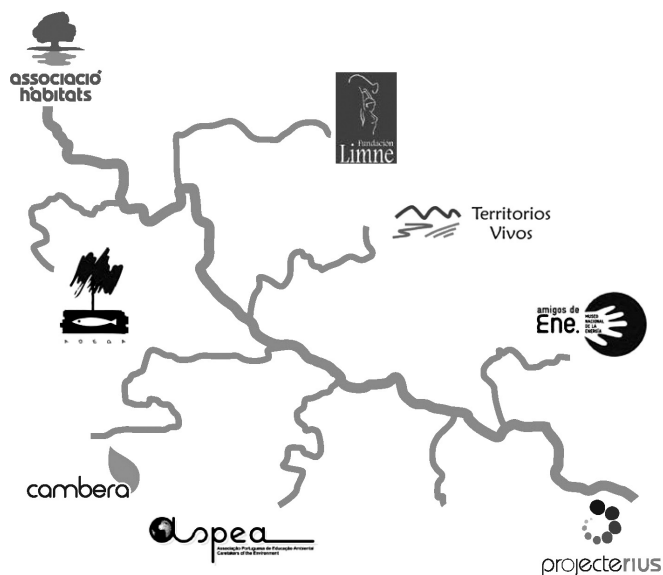 associació
hàbitats
Fundación
Limne
Territorios
Vivos
amigos de
Ene.
MUSEO
NACIONAL
DE LA
ENERGÍA
ADEGA
cambera
aspea
Associação Portuguesa de Educação Ambiental
Caretakers of the Environment
projecterius